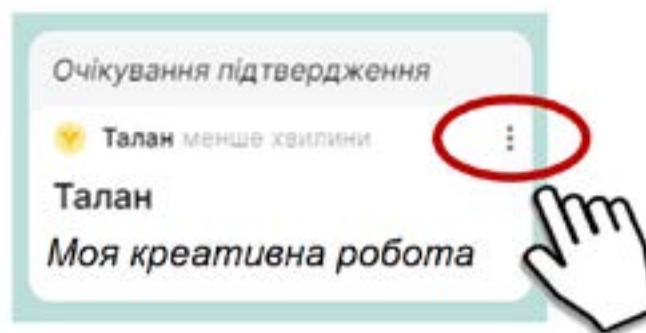 Очікування підтвердження
Талан менше хвилини
Талан
Моя креативна робота